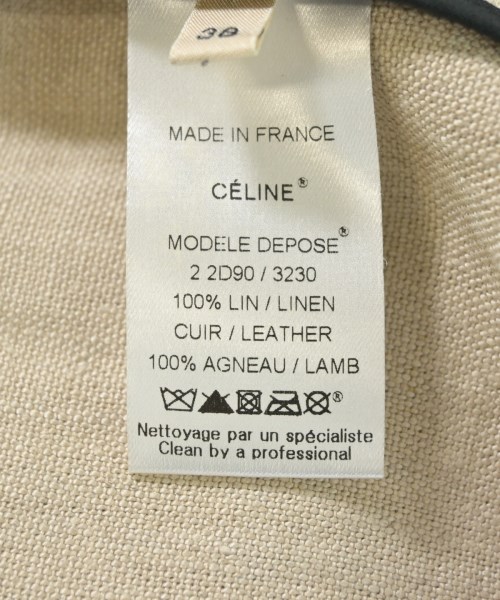 38
MADE IN FRANCE
CÉLINE®
MODELE DEPOSE®
2 2D90 / 3230
100% LIN / LINEN
CUIR / LEATHER
100% AGNEAU / LAMB
®
Nettoyage par un spécialiste
Clean by a professional